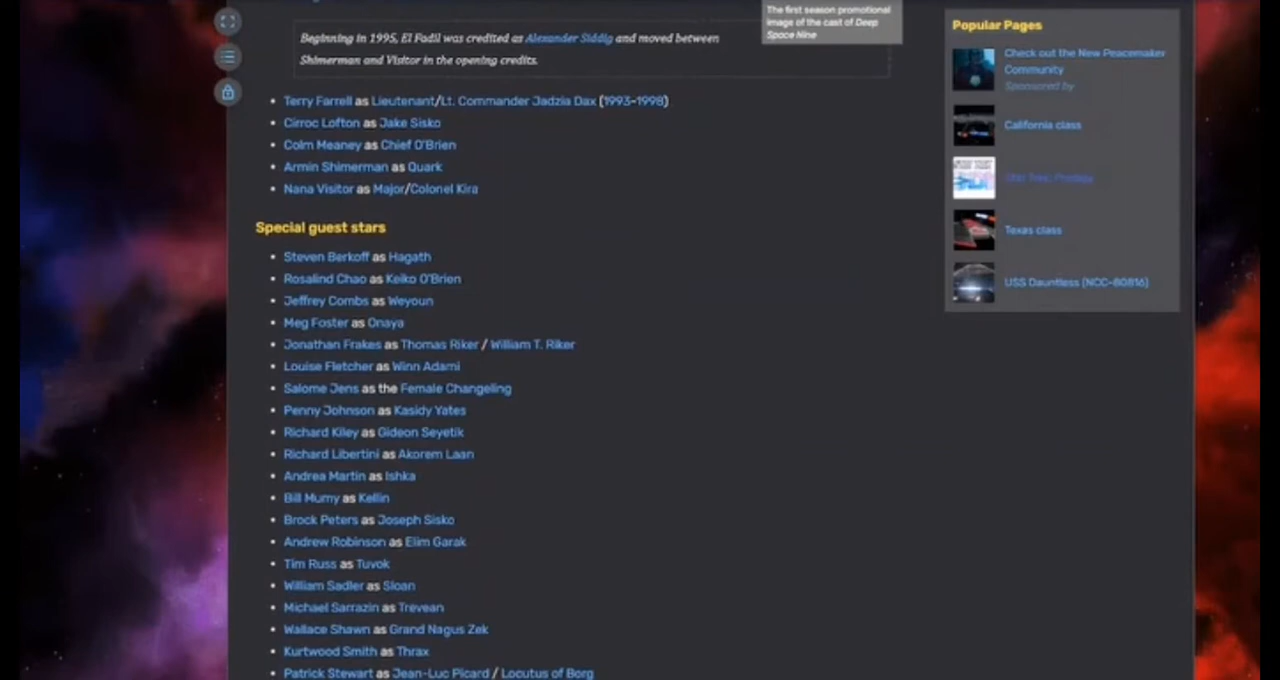 The first season promotional
image of the cast of Deep
Space Nine
Beginning in 1995, El Fadil was credited as Alexander Siddig and moved between
Shimerman and Visitor in the opening credits.
• Terry Farrell as Lieutenant/Lt. Commander Jadzia Dax (1993-1998)
• Cirroc Lofton as Jake Sisko
• Colm Meaney as Chief O'Brien
• Armin Shimerman as Quark
• Nana Visitor as Major/Colonel Kira
Special guest stars
• Steven Berkoff as Hagath
• Rosalind Chao as Keiko O'Brien
• Jeffrey Combs as Weyoun
• Meg Foster as Onaya
• Jonathan Frakes as Thomas Riker / William T. Riker
• Louise Fletcher as Winn Adami
• Salome Jens as the Female Changeling
• Penny Johnson as Kasidy Yates
• Richard Kiley as Gideon Seyetik
• Richard Libertini as Akorem Laan
• Andrea Martin as Ishka
• Bill Mumy as Kellin
• Brock Peters as Joseph Sisko
• Andrew Robinson as Elim Garak
• Tim Russ as Tuvok
• William Sadler as Sloan
• Michael Sarrazin as Trevean
• Wallace Shawn as Grand Nagus Zek
• Kurtwood Smith as Thrax
• Patrick Stewart as Jean-Luc Picard / Locutus of Borg
Popular Pages
Check out the New Peacemaker
Community
Sponsored by
California class
Texas class
USS Dauntless (NCC-80816)